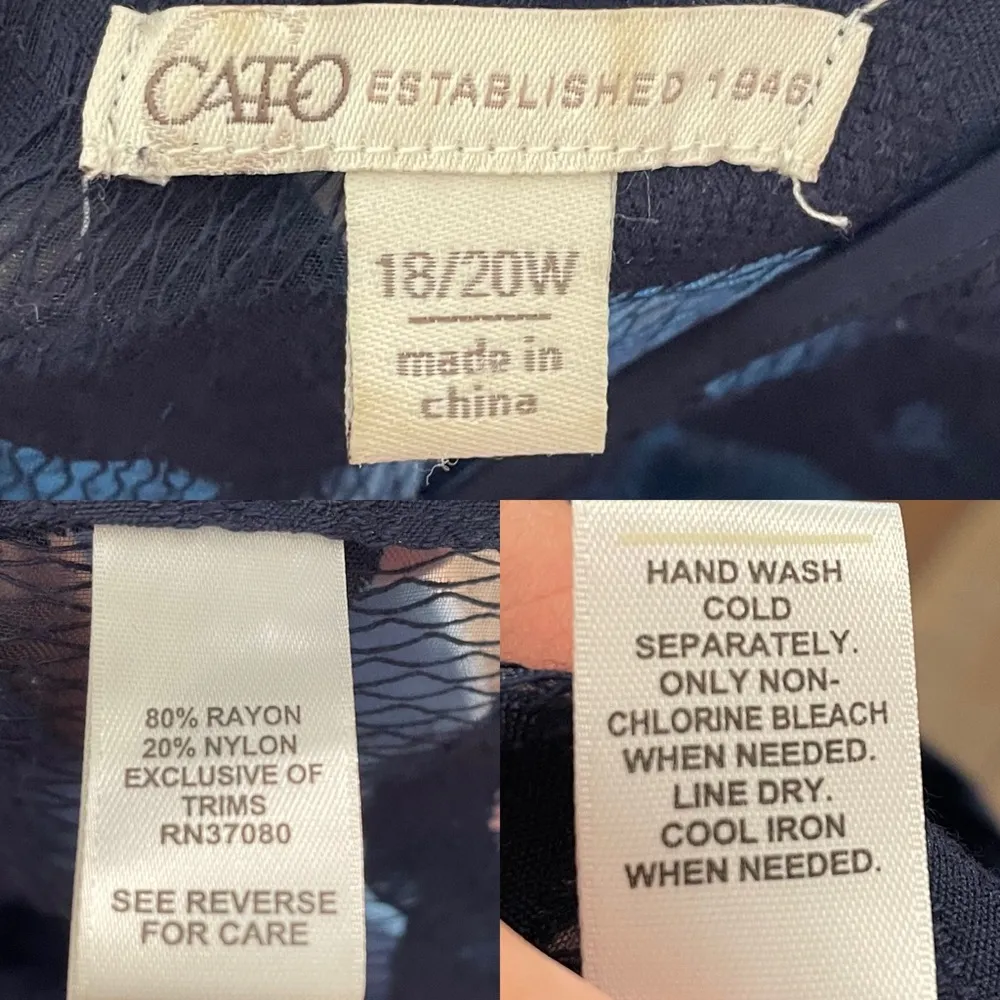 CATO ESTABLISHED 1946
18/20W
made in
china
80% RAYON
20% NYLON
EXCLUSIVE OF
TRIMS
RN37080
SEE REVERSE
FOR CARE
HAND WASH
COLD
SEPARATELY.
ONLY NON-
CHLORINE BLEACH
WHEN NEEDED.
LINE DRY.
COOL IRON
WHEN NEEDED.